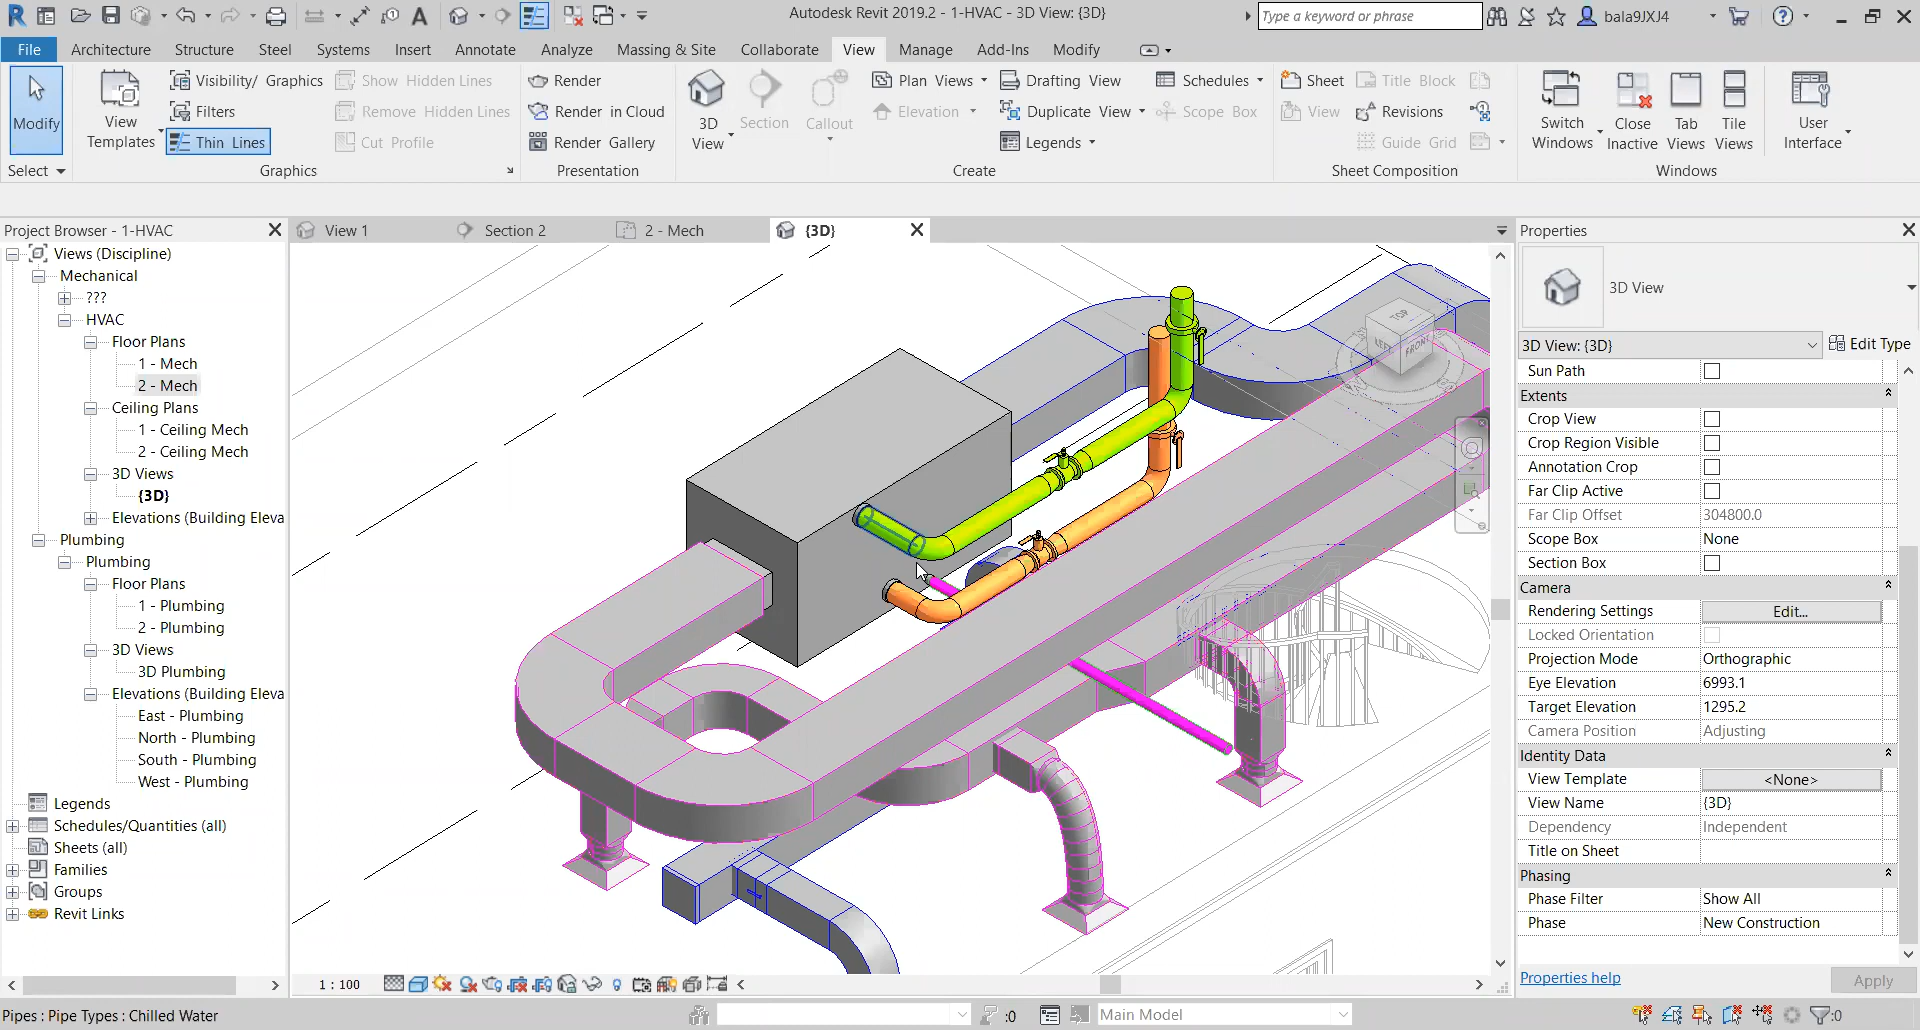 Autodesk Revit 2019.2 - 1-HVAC - 3D View: {3D}
Type a keyword or phrase
bala9JXJ4
File Architecture Structure Steel Systems Insert Annotate Analyze Massing & Site Collaborate View Manage Add-Ins Modify
Modify
View Templates
Visibility/ Graphics
Filters
Thin Lines
Show Hidden Lines
Remove Hidden Lines
Cut Profile
Render
Render in Cloud
Render Gallery
3D View
Section
Callout
Plan Views
Elevation
Drafting View
Duplicate View
Legends
Schedules
Scope Box
Sheet
View
Title Block
Revisions
Guide Grid
Switch Windows
Close Inactive
Tab Views
Tile Views
User Interface
Select
Graphics
Presentation
Create
Sheet Composition
Windows
Project Browser - 1-HVAC
View 1
Section 2
2 - Mech
{3D}
Properties
Views (Discipline)
Mechanical
???
HVAC
Floor Plans
1 - Mech
2 - Mech
Ceiling Plans
1 - Ceiling Mech
2 - Ceiling Mech
3D Views
{3D}
Elevations (Building Eleva
Plumbing
Plumbing
Floor Plans
1 - Plumbing
2 - Plumbing
3D Views
3D Plumbing
Elevations (Building Eleva
East - Plumbing
North - Plumbing
South - Plumbing
West - Plumbing
Legends
Schedules/Quantities (all)
Sheets (all)
Families
Groups
Revit Links
TOP
LEFT
FRONT
3D View
3D View: {3D}
Edit Type
Sun Path
Extents
Crop View
Crop Region Visible
Annotation Crop
Far Clip Active
Far Clip Offset 304800.0
Scope Box None
Section Box
Camera
Rendering Settings Edit...
Locked Orientation
Projection Mode Orthographic
Eye Elevation 6993.1
Target Elevation 1295.2
Camera Position Adjusting
Identity Data
View Template <None>
View Name {3D}
Dependency Independent
Title on Sheet
Phasing
Phase Filter Show All
Phase New Construction
Properties help
Apply
1 : 100
Pipes : Pipe Types : Chilled Water
:0
Main Model
:0